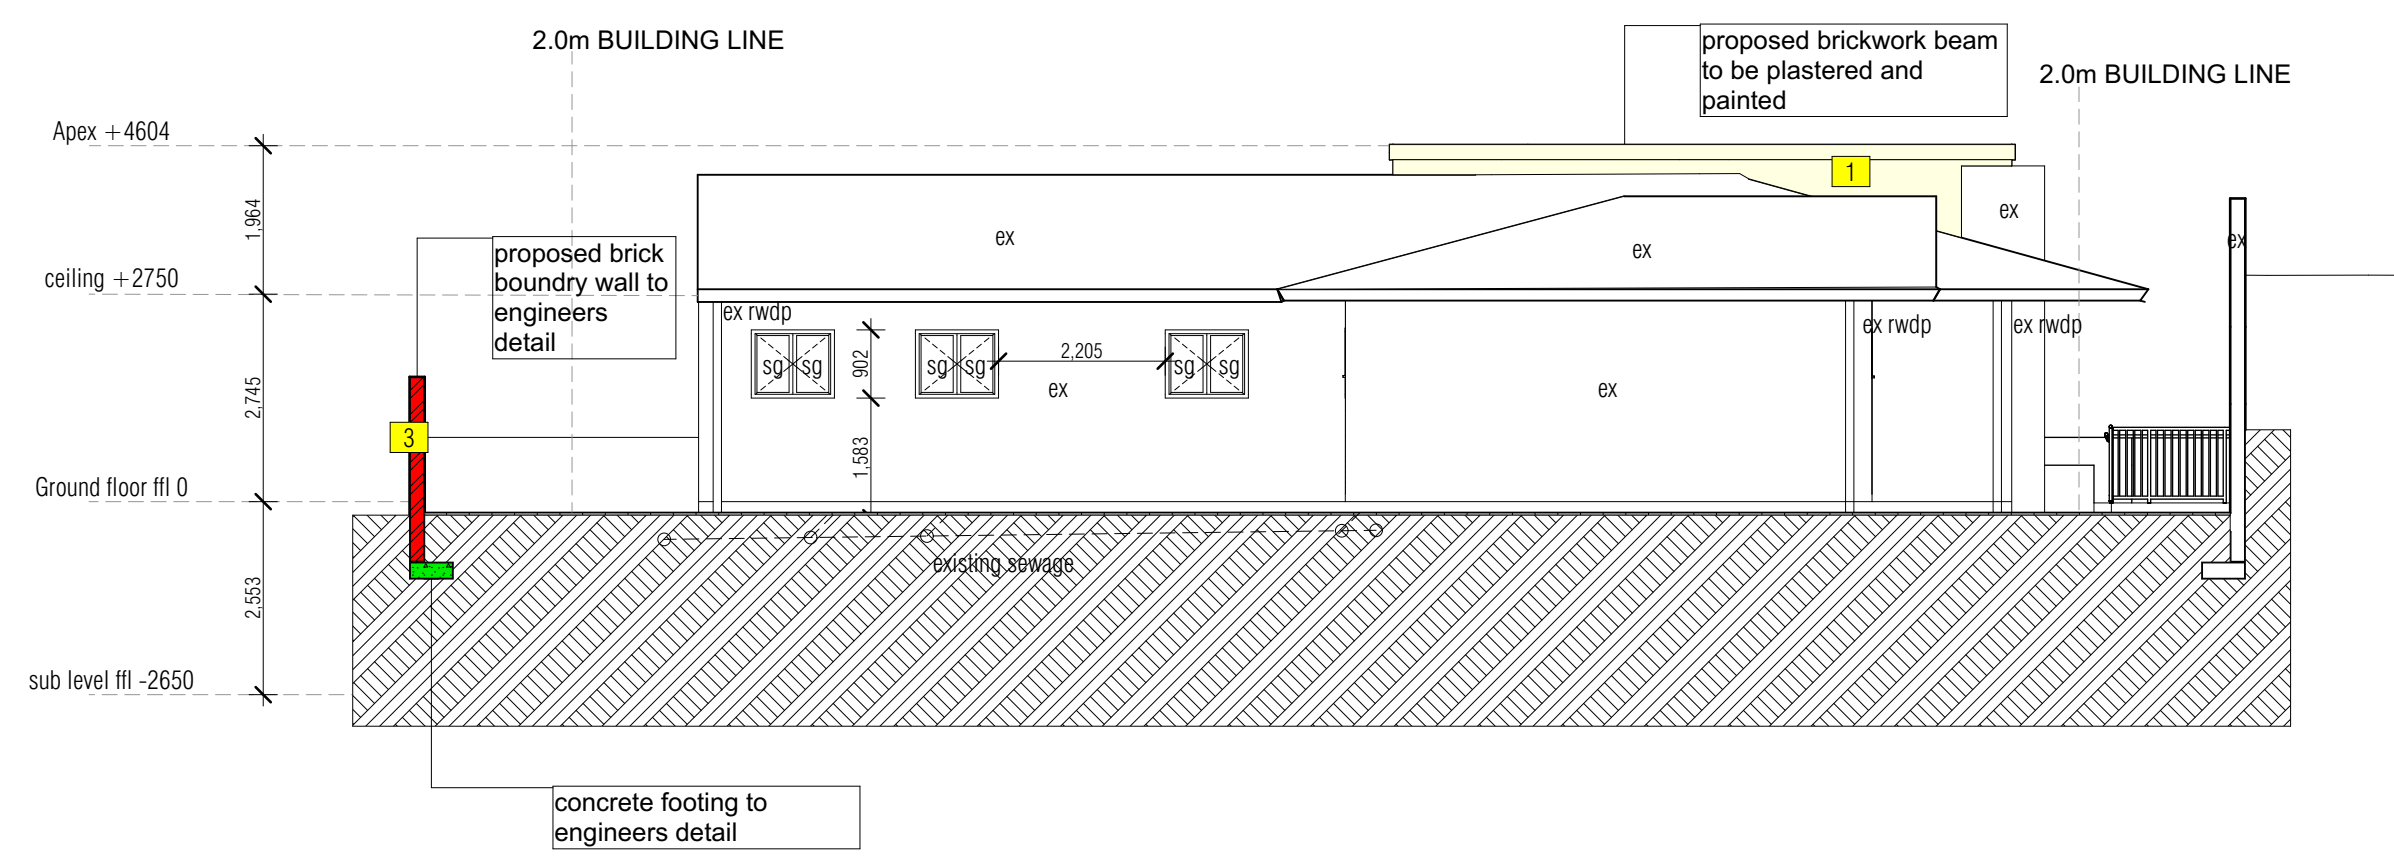 2.0m BUILDING LINE
proposed brickwork beam
to be plastered and
painted
2.0m BUILDING LINE
Apex +4604
1
1,964
ex
ex
ex
ex
proposed brick
boundry wall to
engineers
detail
ceiling +2750
ex rwdp
ex rwdp
ex rwdp
sg sg
sg sg
sg sg
902
2,205
ex
ex
2,745
3
1,583
Ground floor ffl 0
existing sewage
2,553
sub level ffl -2650
concrete footing to
engineers detail